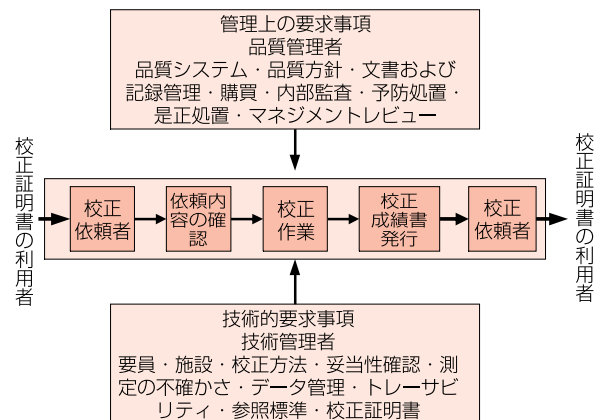 管理上の要求事項
品質管理者
品質システム・品質方針・文書および
記録管理・購買・内部監査・予防処置・
是正処置・マネジメントレビュー
校正証明書の利用者
校正
依頼者
依頼内
容の確
認
校正
作業
校正
成績書
発行
校正
依頼者
校正証明書の利用者
技術的要求事項
技術管理者
要員・施設・校正方法・妥当性確認・測
定の不確かさ・データ管理・トレーサビ
リティ・参照標準・校正証明書